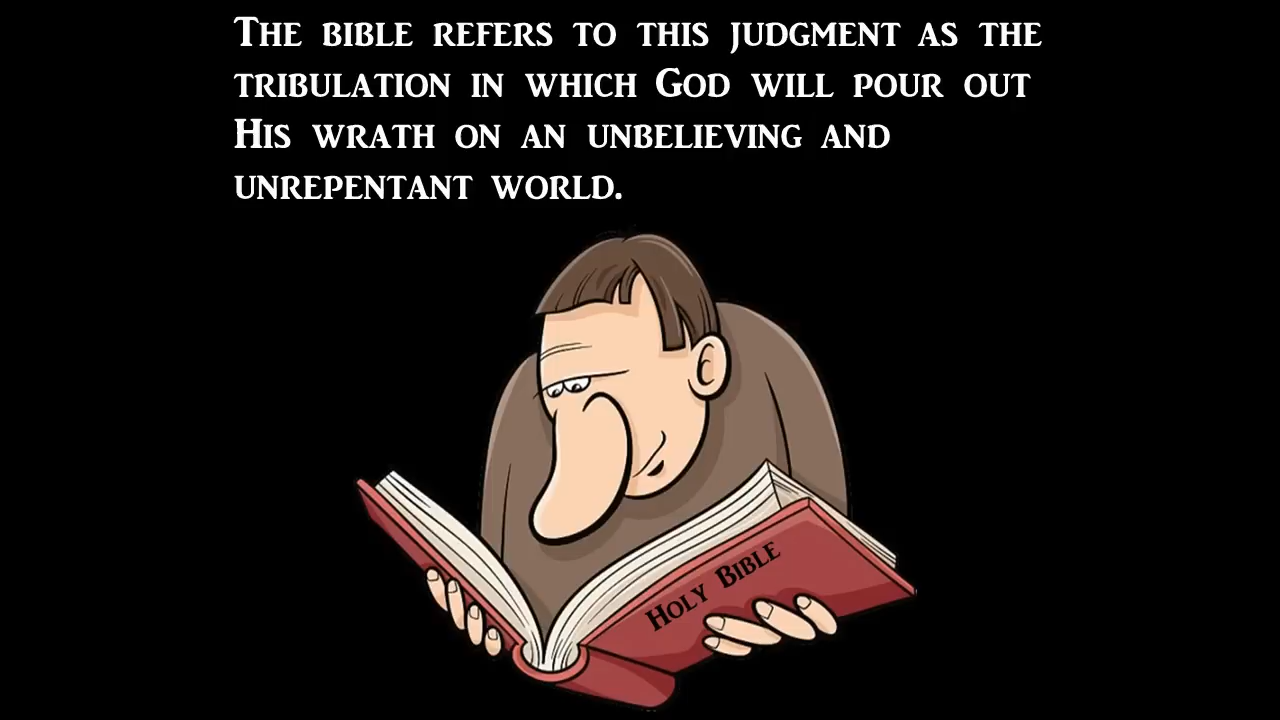 The bible refers to this judgment as the
tribulation in which God will pour out
His wrath on an unbelieving and
unrepentant world.
Holy Bible